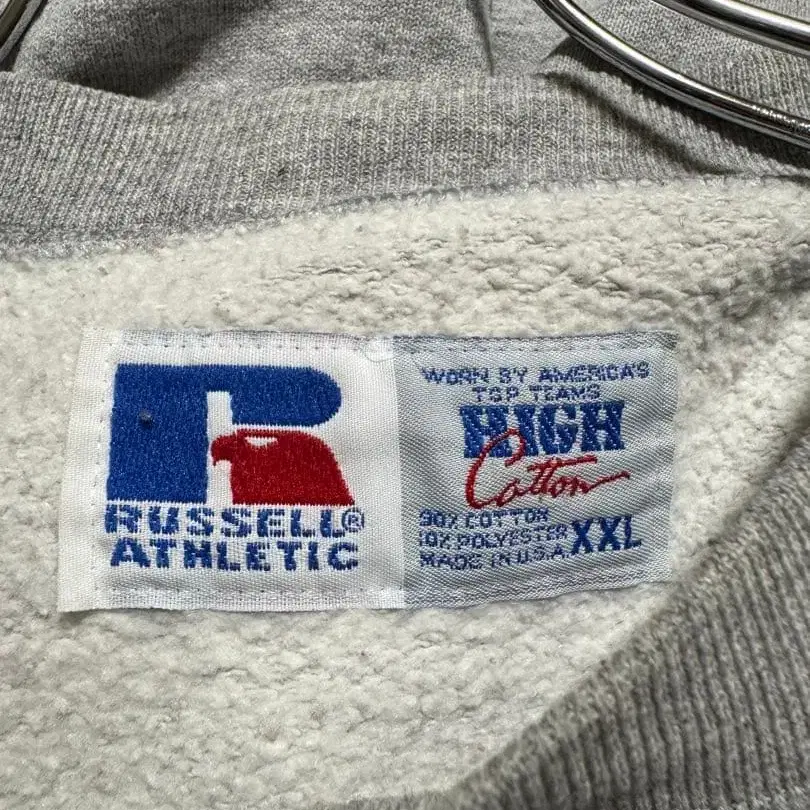 RUSSELL®
ATHLETIC
WORN BY AMERICA'S
TOP TEAMS
HIGH
Cotton
90% COTTON
10% POLYESTER
MADE IN U.S.A
XXL